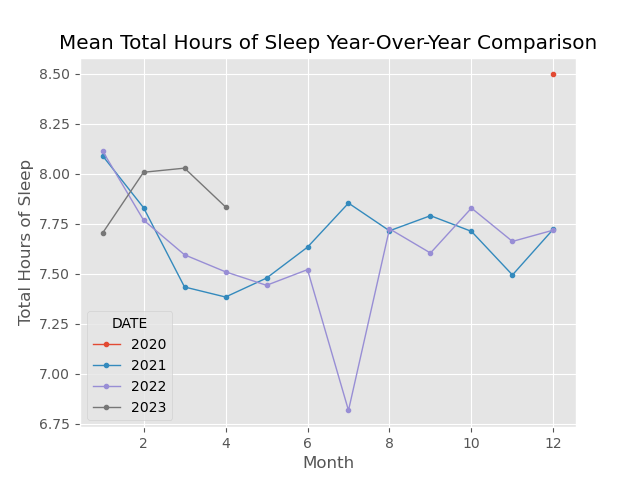 Mean Total Hours of Sleep Year-Over-Year Comparison
8.50
8.25
8.00
7.75
7.50
7.25
7.00
6.75
Total Hours of Sleep
DATE
2020
2021
2022
2023
2 4 6 8 10 12
Month